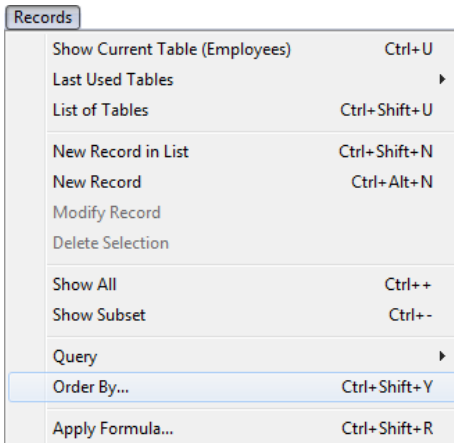 Records
Show Current Table (Employees) Ctrl+U
Last Used Tables
List of Tables Ctrl+Shift+U
New Record in List Ctrl+Shift+N
New Record Ctrl+Alt+N
Modify Record
Delete Selection
Show All Ctrl++
Show Subset Ctrl+-
Query
Order By... Ctrl+Shift+Y
Apply Formula... Ctrl+Shift+R